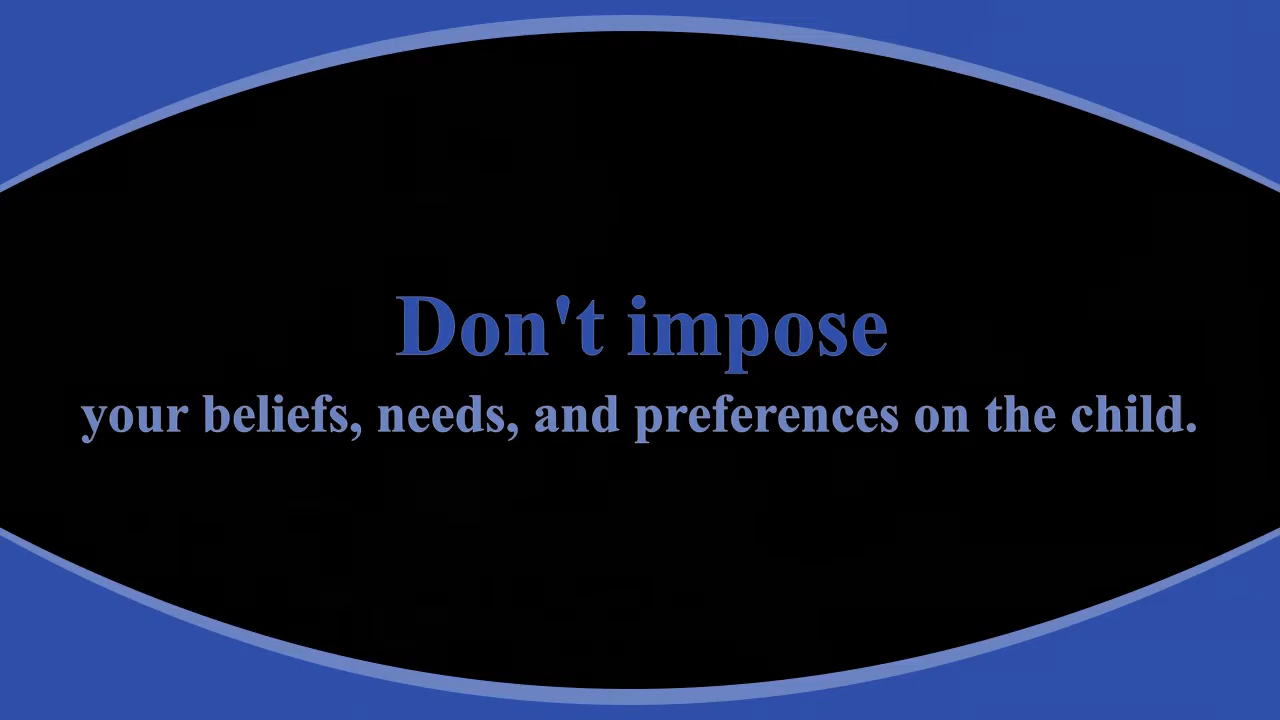 Don't impose
your beliefs, needs, and preferences on the child.